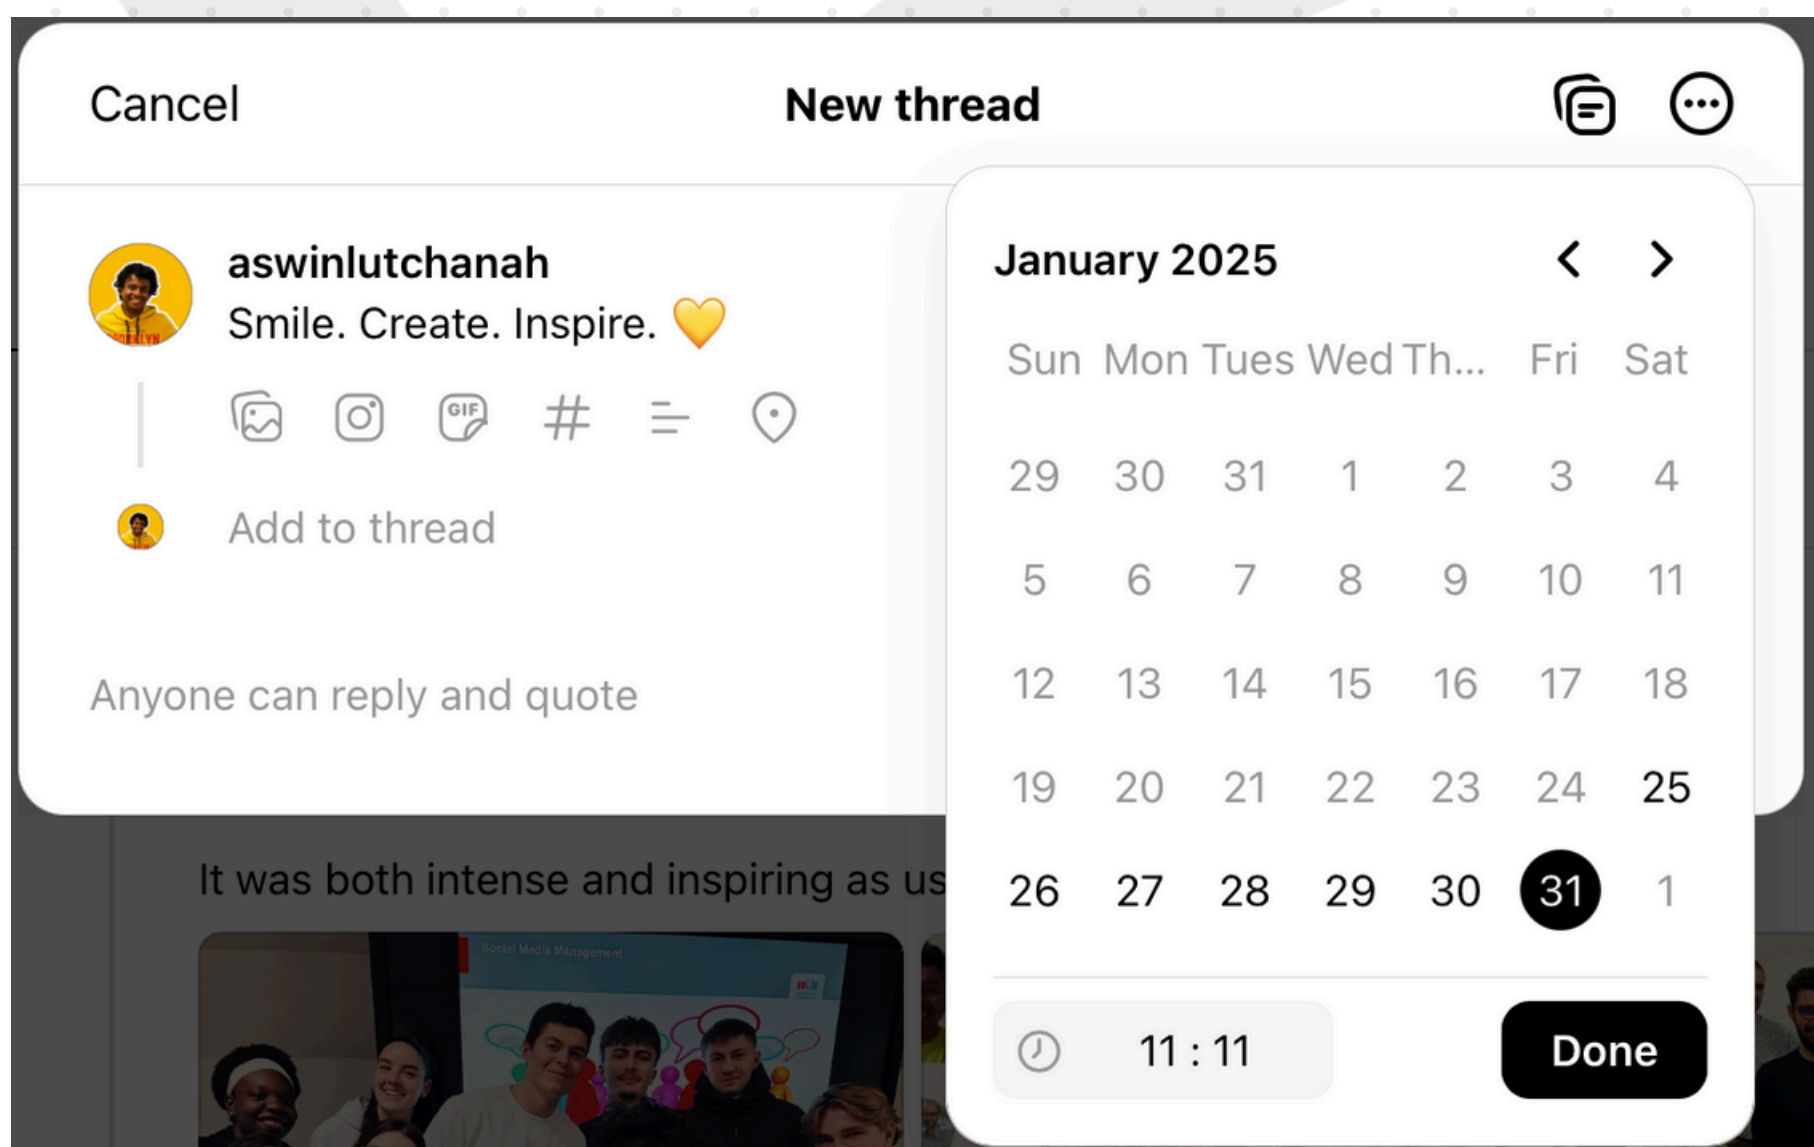 Cancel
New thread
aswinlutchanah
Smile. Create. Inspire. 💛
GIF
Add to thread
Anyone can reply and quote
January 2025
Sun Mon Tues Wed Th... Fri Sat
29 30 31 1 2 3 4
5 6 7 8 9 10 11
12 13 14 15 16 17 18
19 20 21 22 23 24 25
26 27 28 29 30 31 1
11 : 11
Done
It was both intense and inspiring as us
Social Media Management